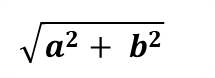 √(a² + b²)